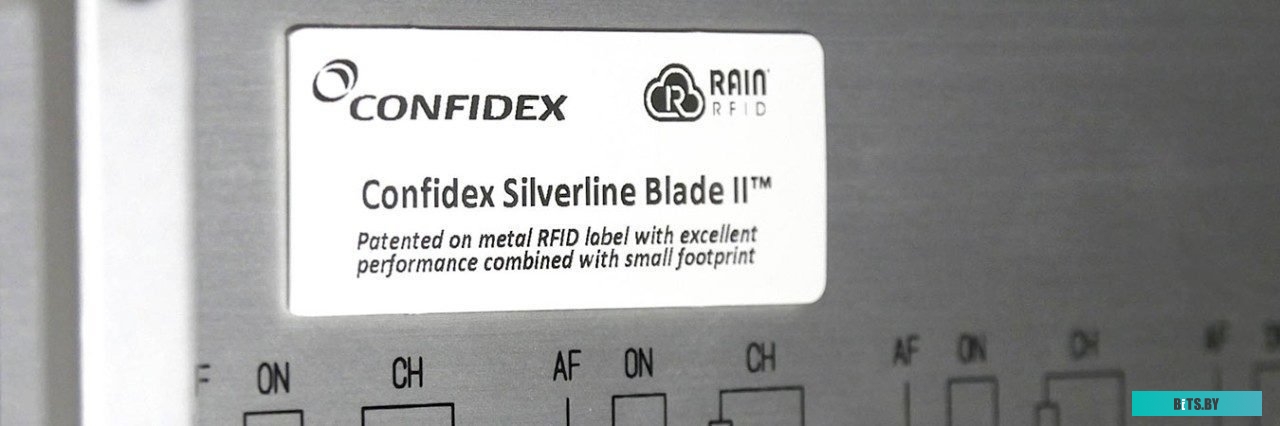 CONFIDEX
RAIN
RFID
Confidex Silverline Blade II™
Patented on metal RFID label with excellent
performance combined with small footprint
ON CH AF ON CH AF ON CH AF
BiTS.BY